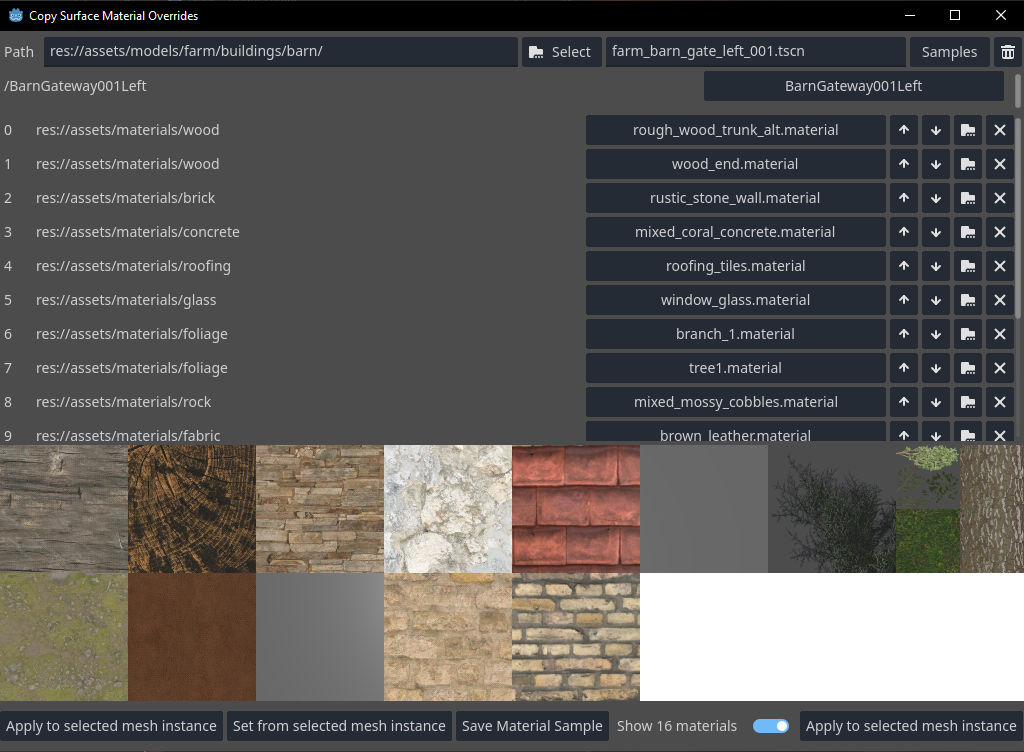 Copy Surface Material Overrides
Path res://assets/models/farm/buildings/barn/ Select farm_barn_gate_left_001.tscn Samples
/BarnGateway001Left BarnGateway001Left
0 res://assets/materials/wood rough_wood_trunk_alt.material
1 res://assets/materials/wood wood_end.material
2 res://assets/materials/brick rustic_stone_wall.material
3 res://assets/materials/concrete mixed_coral_concrete.material
4 res://assets/materials/roofing roofing_tiles.material
5 res://assets/materials/glass window_glass.material
6 res://assets/materials/foliage branch_1.material
7 res://assets/materials/foliage tree1.material
8 res://assets/materials/rock mixed_mossy_cobbles.material
9 res://assets/materials/fabric brown_leather.material
Apply to selected mesh instance Set from selected mesh instance Save Material Sample Show 16 materials Apply to selected mesh instance